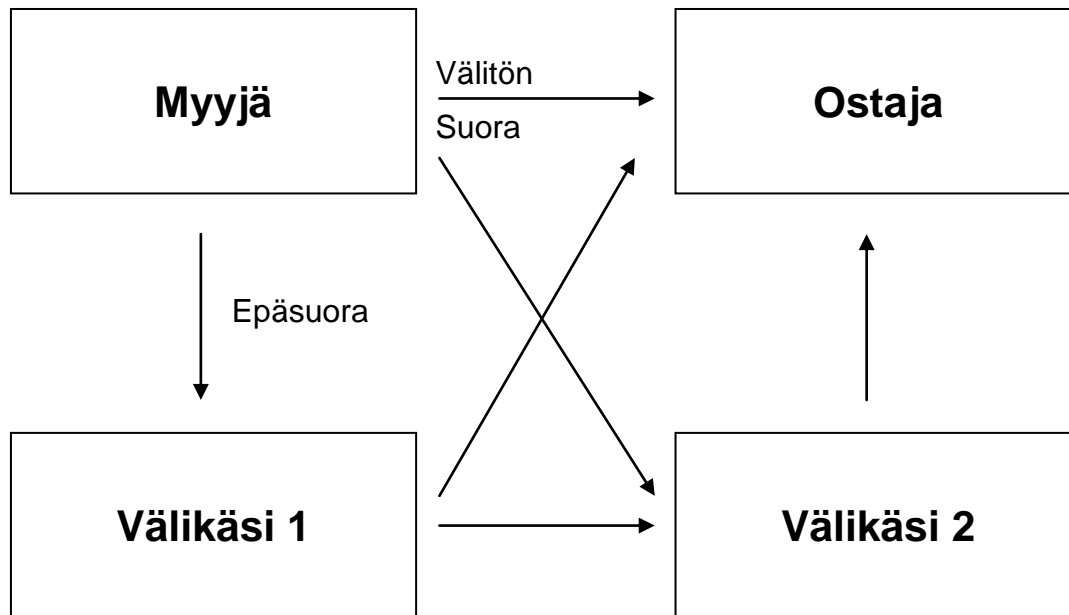 Myyjä
Välitön
Suora
Ostaja
Epäsuora
Välikäsi 1
Välikäsi 2